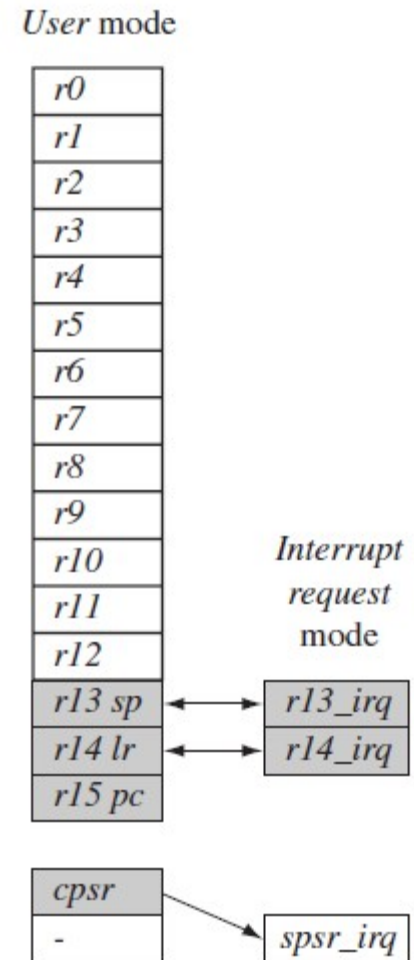 User mode
r0
r1
r2
r3
r4
r5
r6
r7
r8
r9
r10
r11
r12
r13 sp
r14 lr
r15 pc
cpsr
-
Interrupt
request
mode
r13_irq
r14_irq
spsr_irq